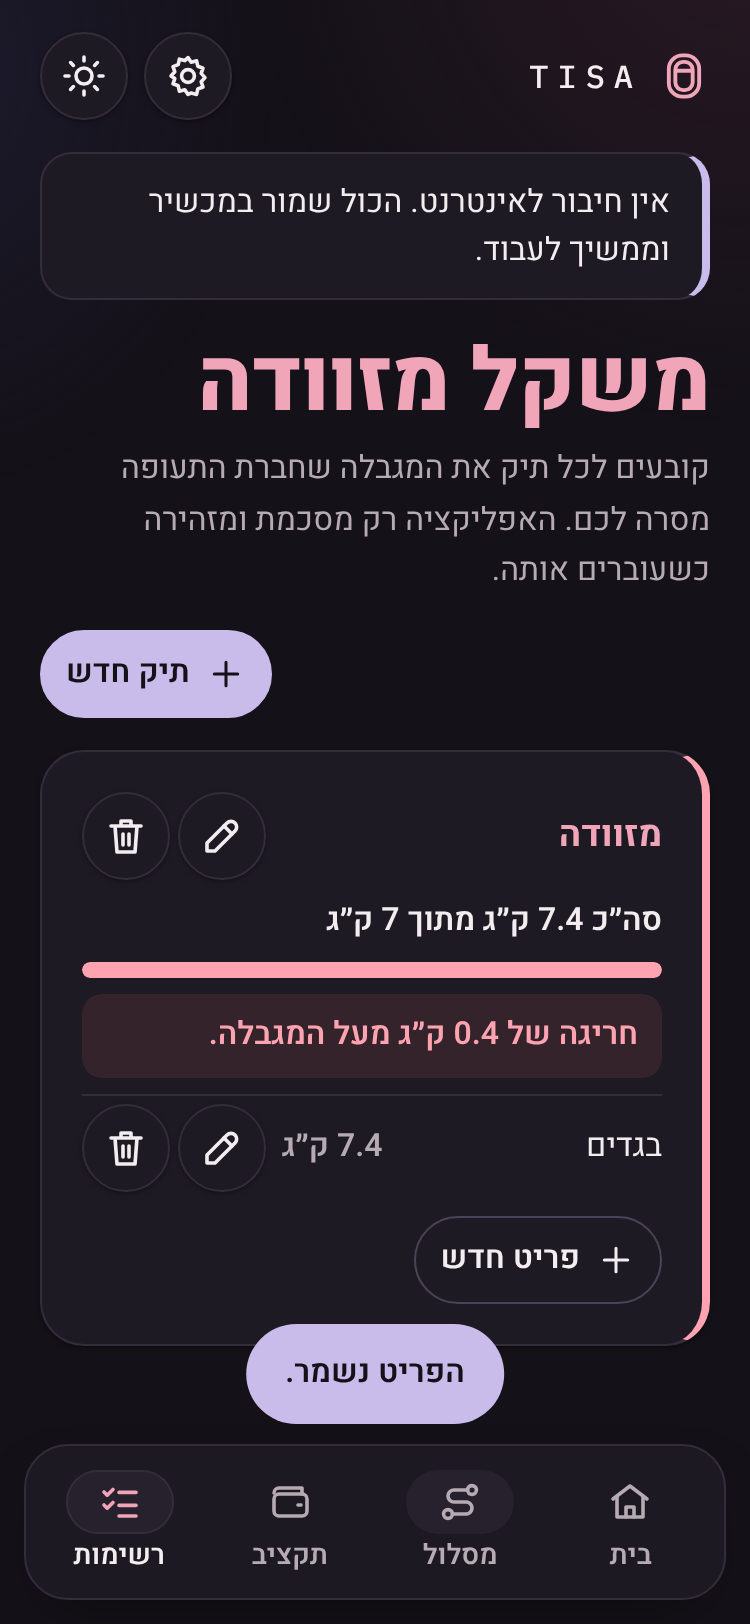 TISA
אין חיבור לאינטרנט. הכול שמור במכשיר
וממשיך לעבוד.
משקל מזוודה
קובעים לכל תיק את המגבלה שחברת התעופה
מסרה לכם. האפליקציה רק מסכמת ומזהירה
כשעוברים אותה.
תיק חדש
מזוודה
סה״כ 7.4 ק״ג מתוך 7 ק״ג
חריגה של 0.4 ק״ג מעל המגבלה.
בגדים 7.4 ק״ג
פריט חדש
הפריט נשמר.
בית מסלול תקציב רשימות